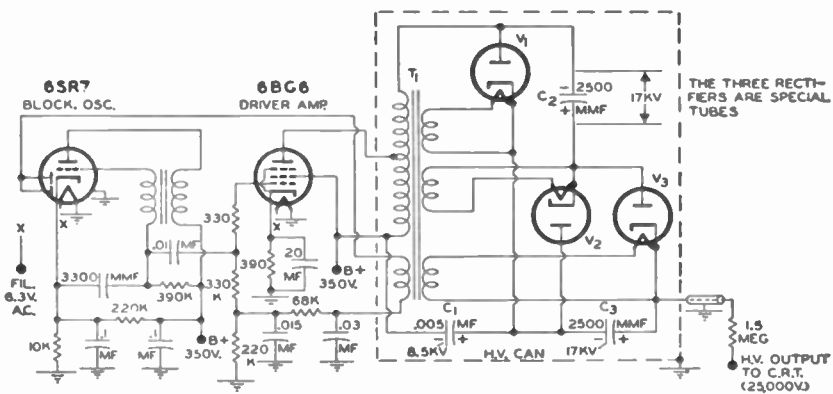 6SR7
BLOCK. OSC.
6BG6
DRIVER AMP.
T1
V1
- 2500
C2
+ MMF
17KV
THE THREE RECTI-
FIERS ARE SPECIAL
TUBES
V3
V2
X
X
X
FIL.
6.3V.
A.C.
.01 MF
3300 MMF
390K
220K
10K
.1
MF
.1
MF
B+
350V.
330
330
K
390
20
MF
B+
350V.
68K
.015
MF
.03
MF
220
K
C1
.005 MF
- +
8.5KV
C3
2500 MMF
- +
17KV
H.V. CAN
1.5
MEG
H.V. OUTPUT
TO C.R.T.
(25,000V.)